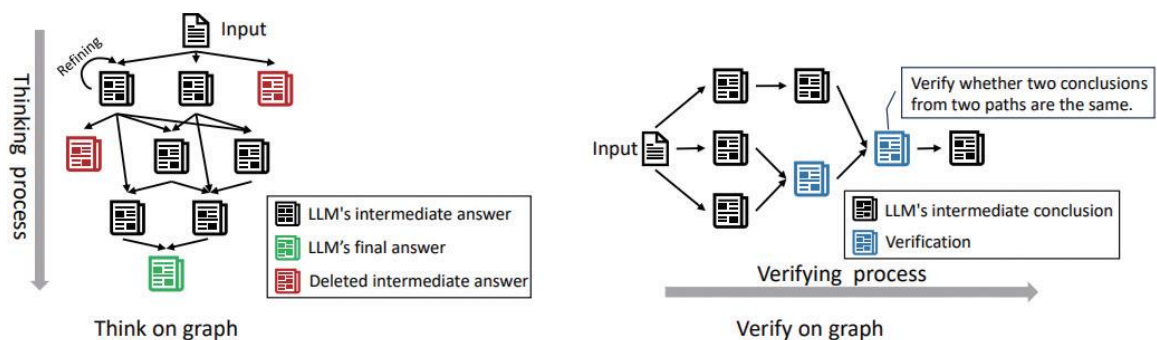 Input
Refining
Thinking process
LLM's intermediate answer
LLM's final answer
Deleted intermediate answer
Think on graph
Verify whether two conclusions
from two paths are the same.
Input
LLM's intermediate conclusion
Verification
Verifying process
Verify on graph